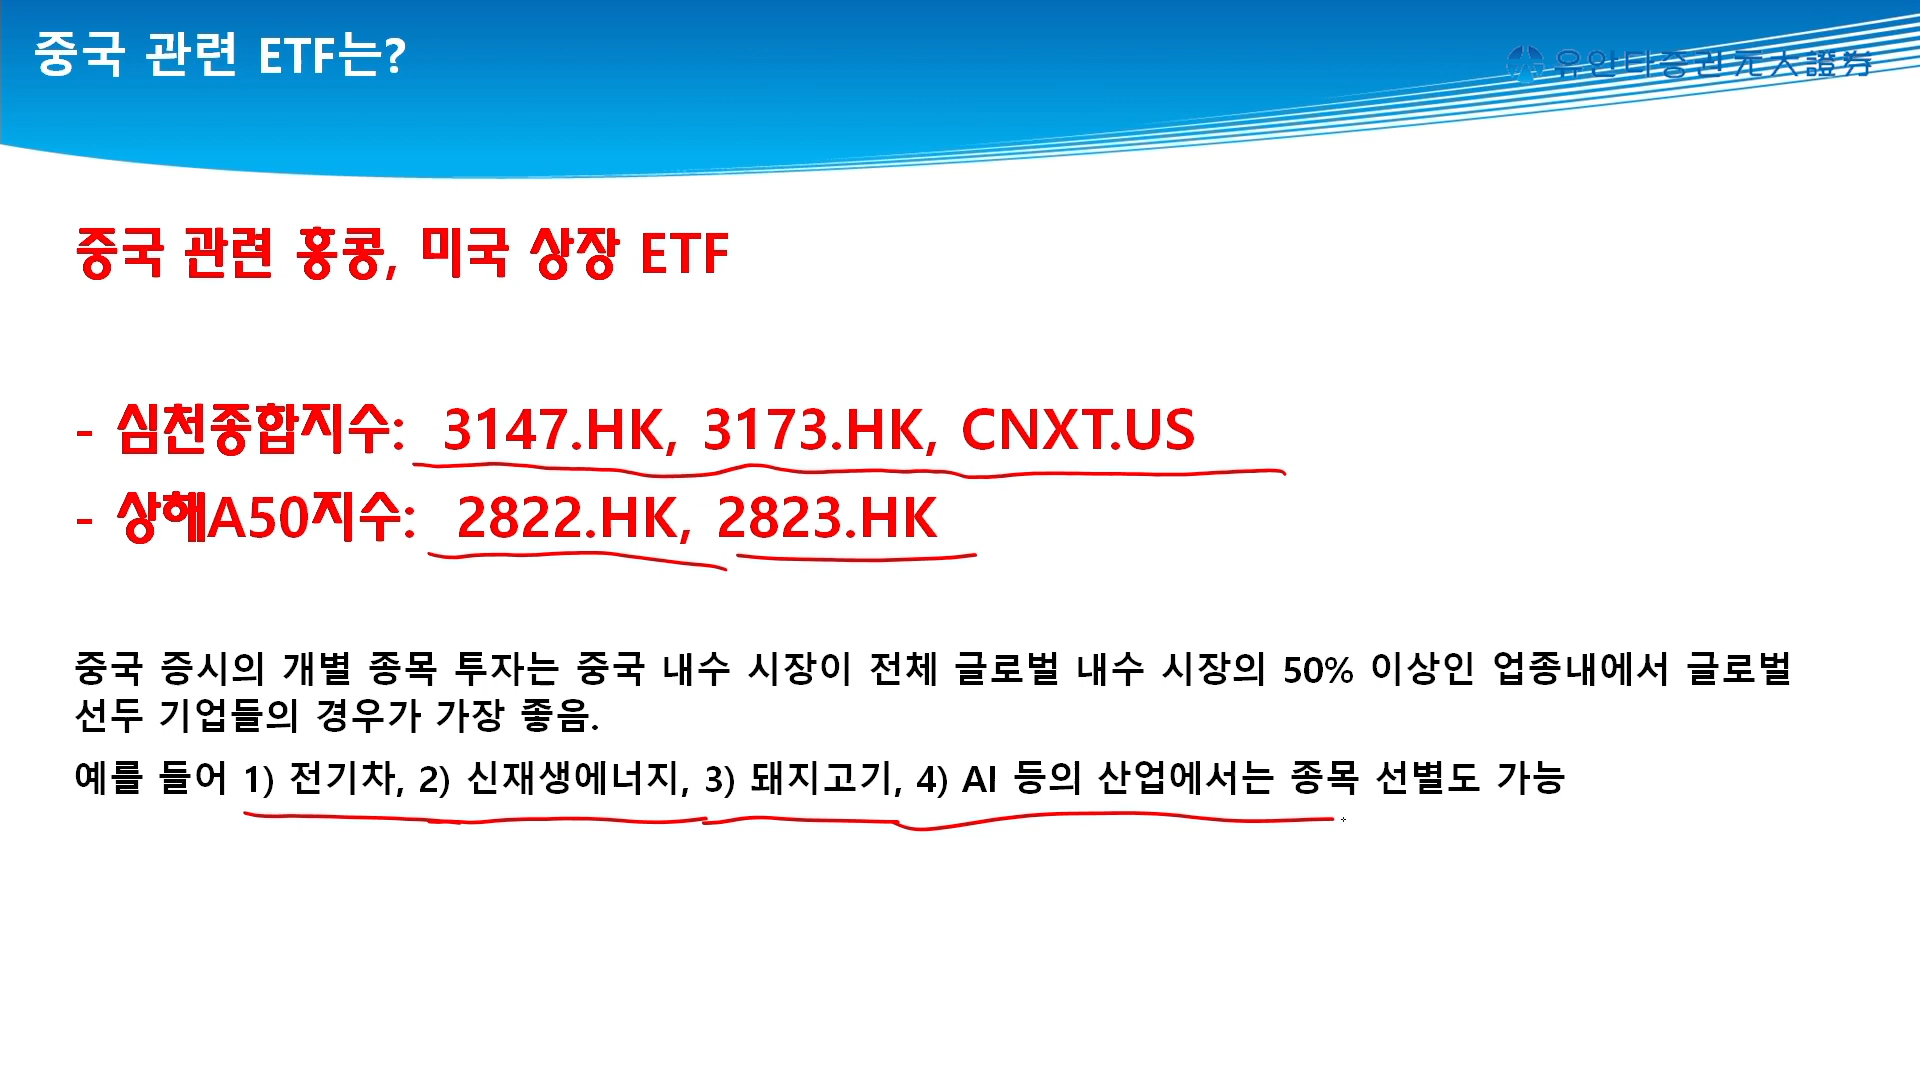 중국 관련 ETF는?
유안타증권 元大證券
중국 관련 홍콩, 미국 상장 ETF
- 심천종합지수: 3147.HK, 3173.HK, CNXT.US
- 상해A50지수: 2822.HK, 2823.HK
중국 증시의 개별 종목 투자는 중국 내수 시장이 전체 글로벌 내수 시장의 50% 이상인 업종내에서 글로벌
선두 기업들의 경우가 가장 좋음.
예를 들어 1) 전기차, 2) 신재생에너지, 3) 돼지고기, 4) AI 등의 산업에서는 종목 선별도 가능